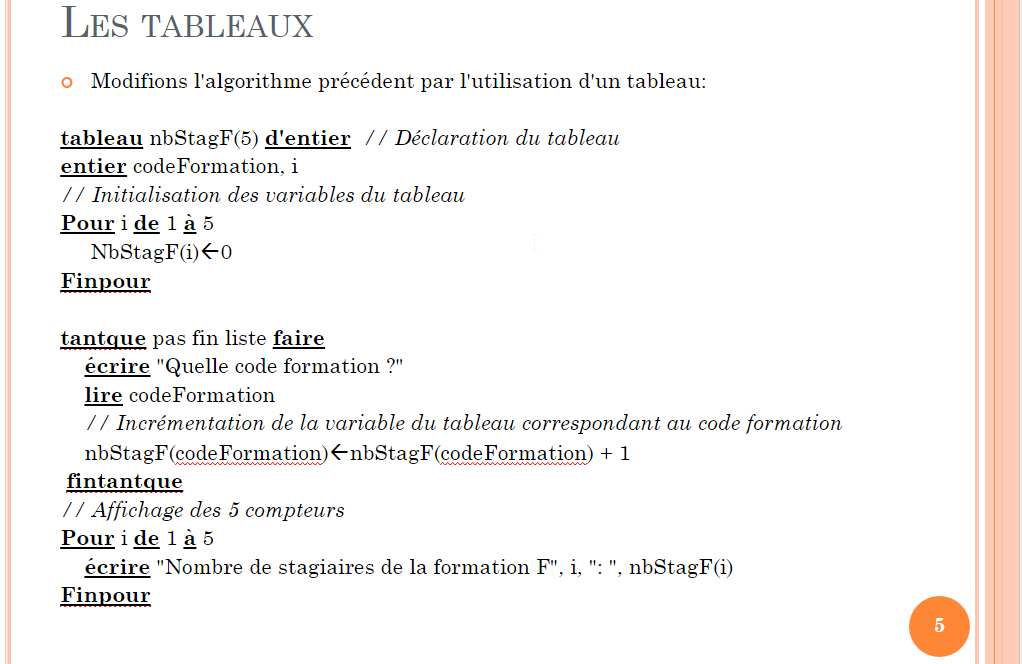 LES TABLEAUX
Modifions l'algorithme précédent par l'utilisation d'un tableau:
tableau nbStagF(5) d'entier // Déclaration du tableau
entier codeFormation, i
// Initialisation des variables du tableau
Pour i de 1 à 5
NbStagF(i)←0
Finpour
tantque pas fin liste faire
écrire "Quelle code formation ?"
lire codeFormation
// Incrémentation de la variable du tableau correspondant au code formation
nbStagF(codeFormation)←nbStagF(codeFormation) + 1
fintantque
// Affichage des 5 compteurs
Pour i de 1 à 5
écrire "Nombre de stagiaires de la formation F", i, ": ", nbStagF(i)
Finpour
5